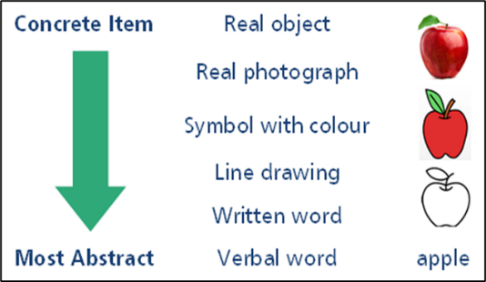 Concrete Item Real object
Real photograph
Symbol with colour
Line drawing
Written word
Most Abstract Verbal word apple